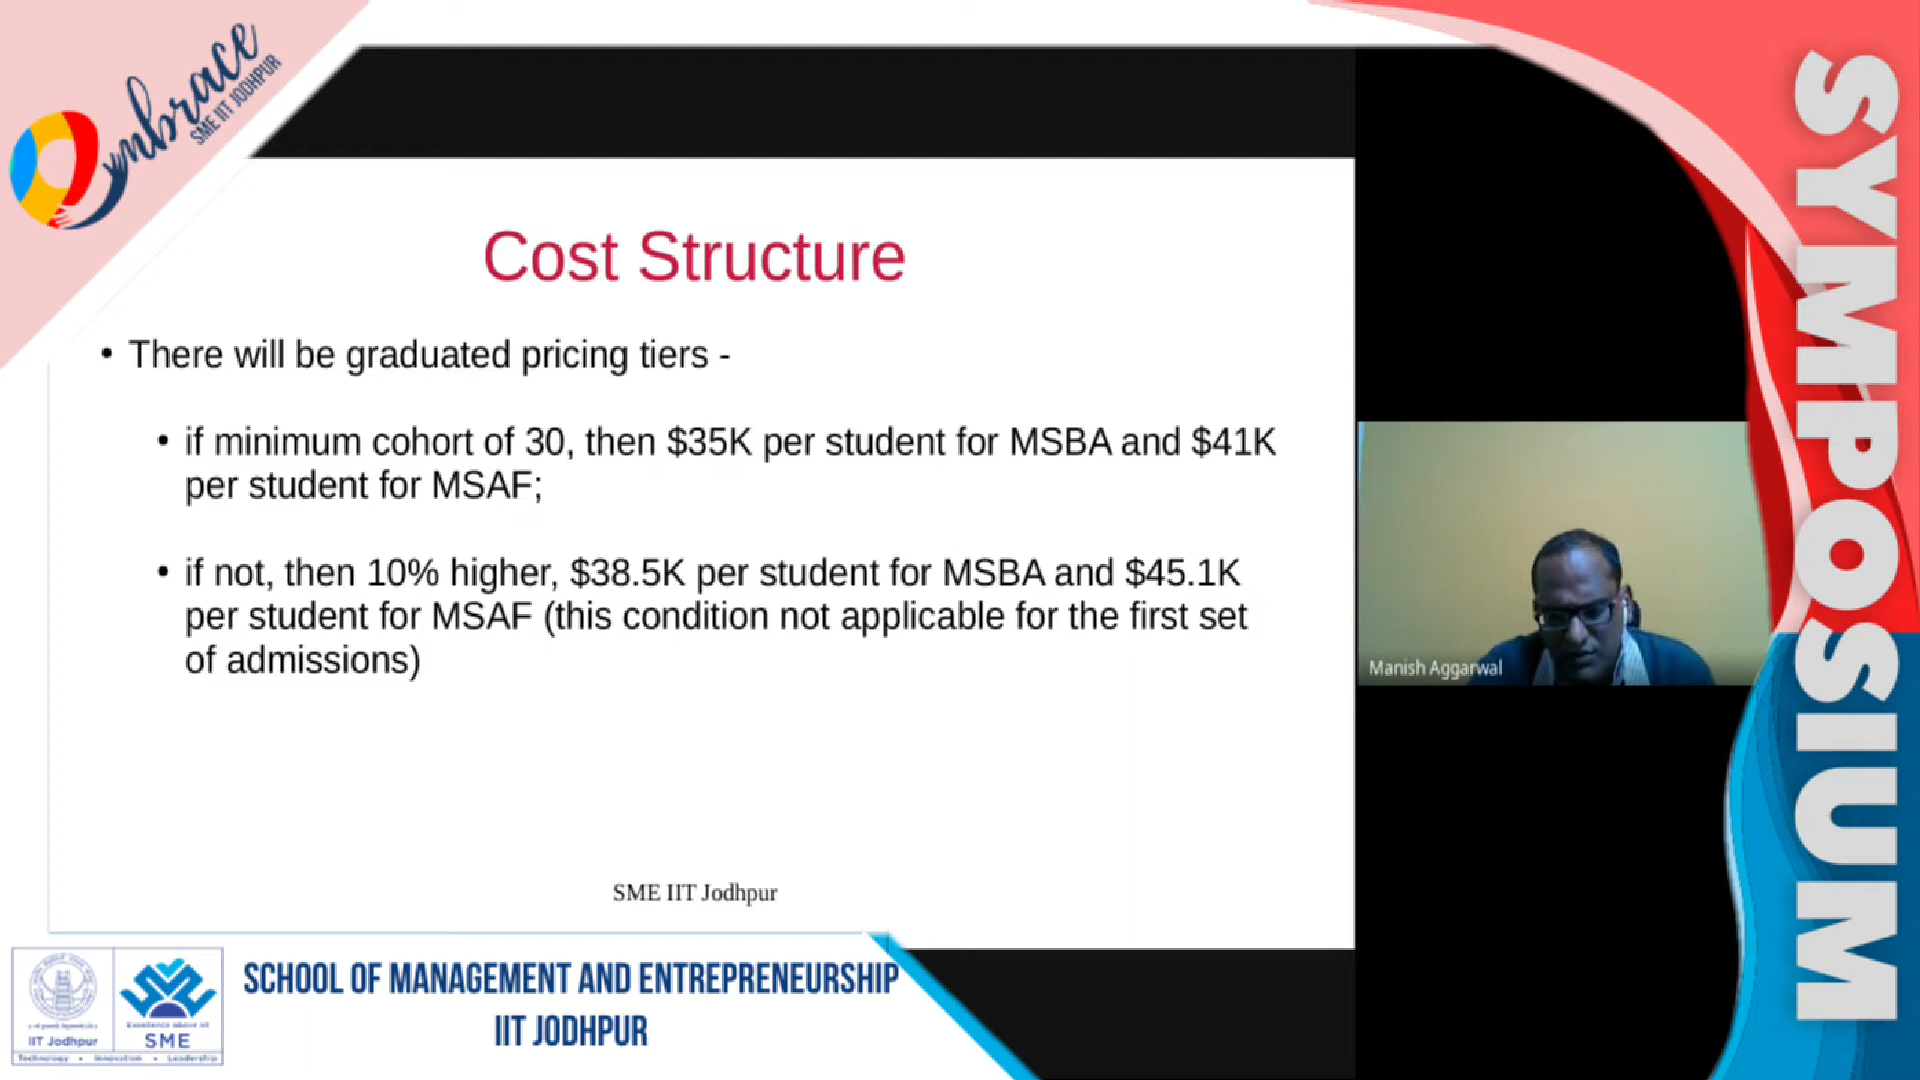 Embrace
SME IIT JODHPUR
Cost Structure
• There will be graduated pricing tiers -
• if minimum cohort of 30, then $35K per student for MSBA and $41K
per student for MSAF;
• if not, then 10% higher, $38.5K per student for MSBA and $45.1K
per student for MSAF (this condition not applicable for the first set
of admissions)
SME IIT Jodhpur
Manish Aggarwal
SYMPOSIUM
IIT Jodhpur
SME
Technology • Innovation • Leadership
SCHOOL OF MANAGEMENT AND ENTREPRENEURSHIP
IIT JODHPUR